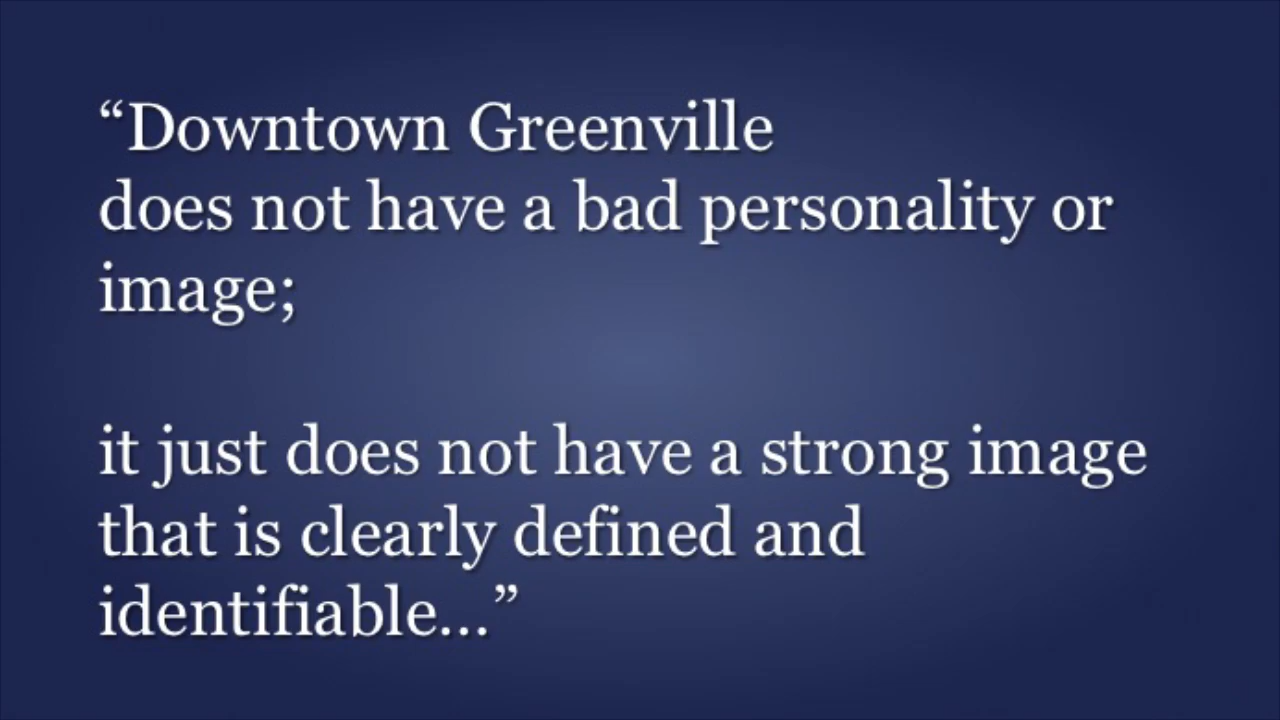 “Downtown Greenville
does not have a bad personality or
image;
it just does not have a strong image
that is clearly defined and
identifiable...”